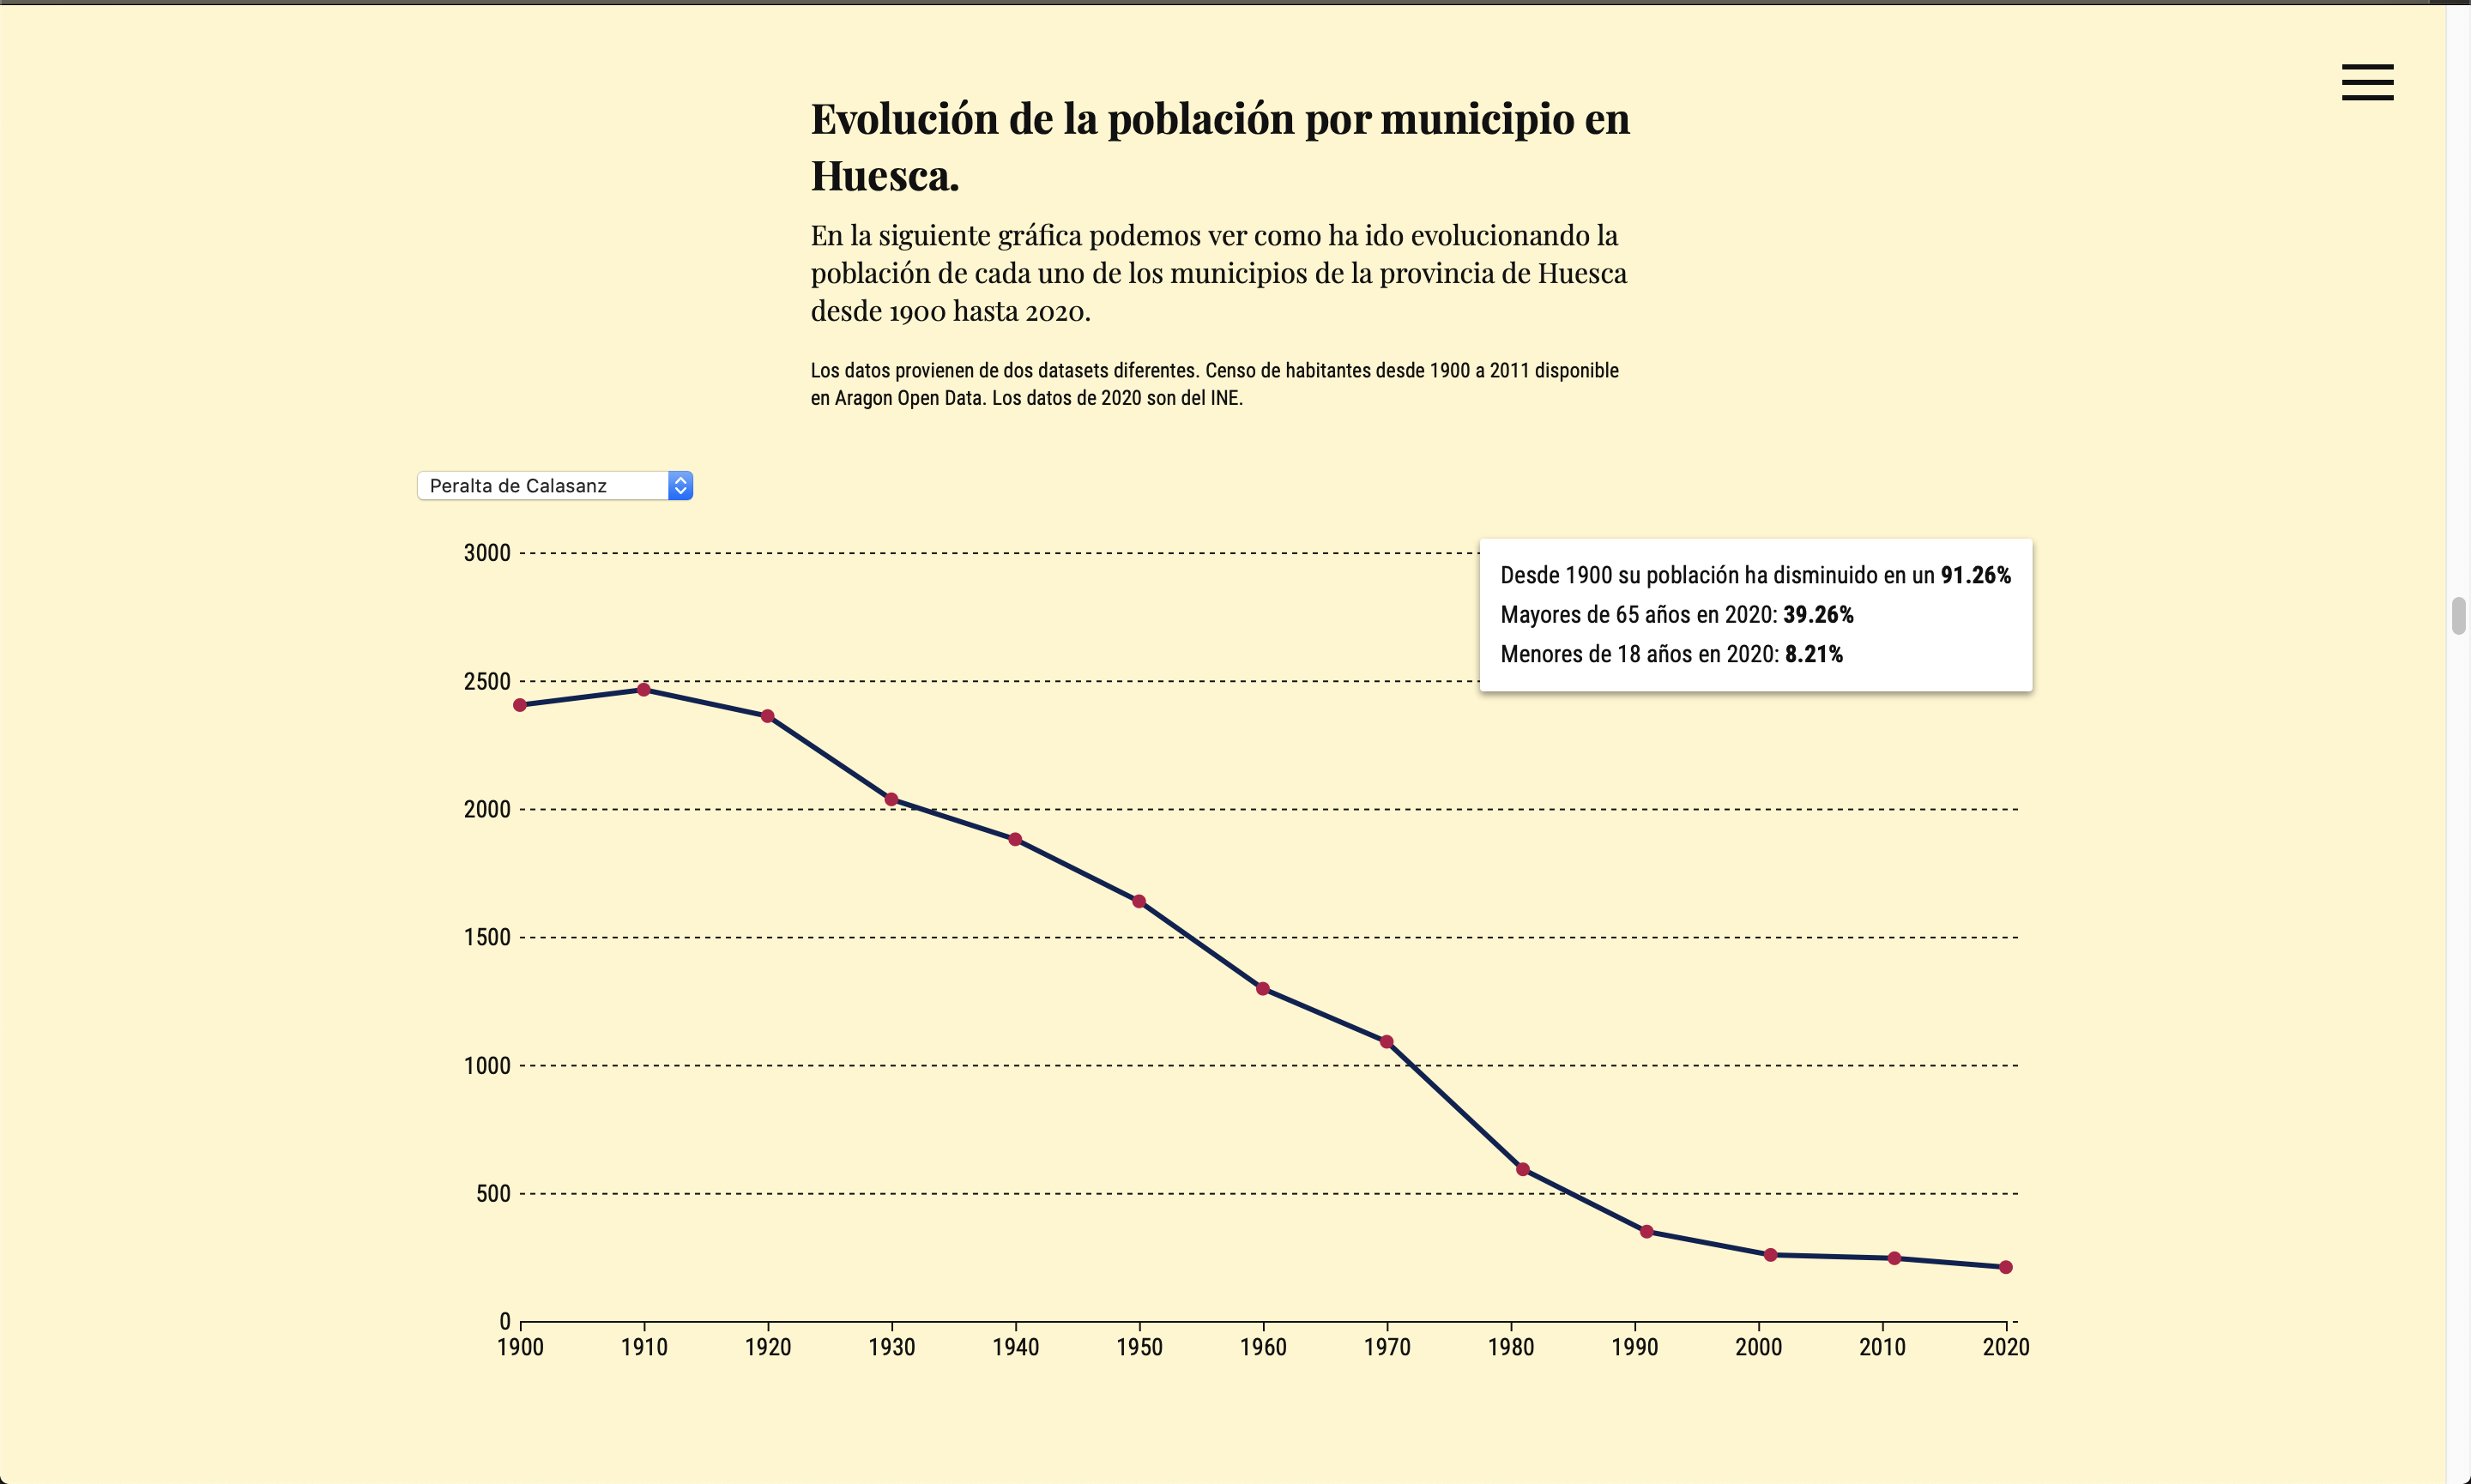 Evolución de la población por municipio en
Huesca.
En la siguiente gráfica podemos ver como ha ido evolucionando la
población de cada uno de los municipios de la provincia de Huesca
desde 1900 hasta 2020.
Los datos provienen de dos datasets diferentes. Censo de habitantes desde 1900 a 2011 disponible
en Aragon Open Data. Los datos de 2020 son del INE.
Peralta de Calasanz
Desde 1900 su población ha disminuido en un 91.26%
Mayores de 65 años en 2020: 39.26%
Menores de 18 años en 2020: 8.21%
3000
2500
2000
1500
1000
500
0
1900 1910 1920 1930 1940 1950 1960 1970 1980 1990 2000 2010 2020